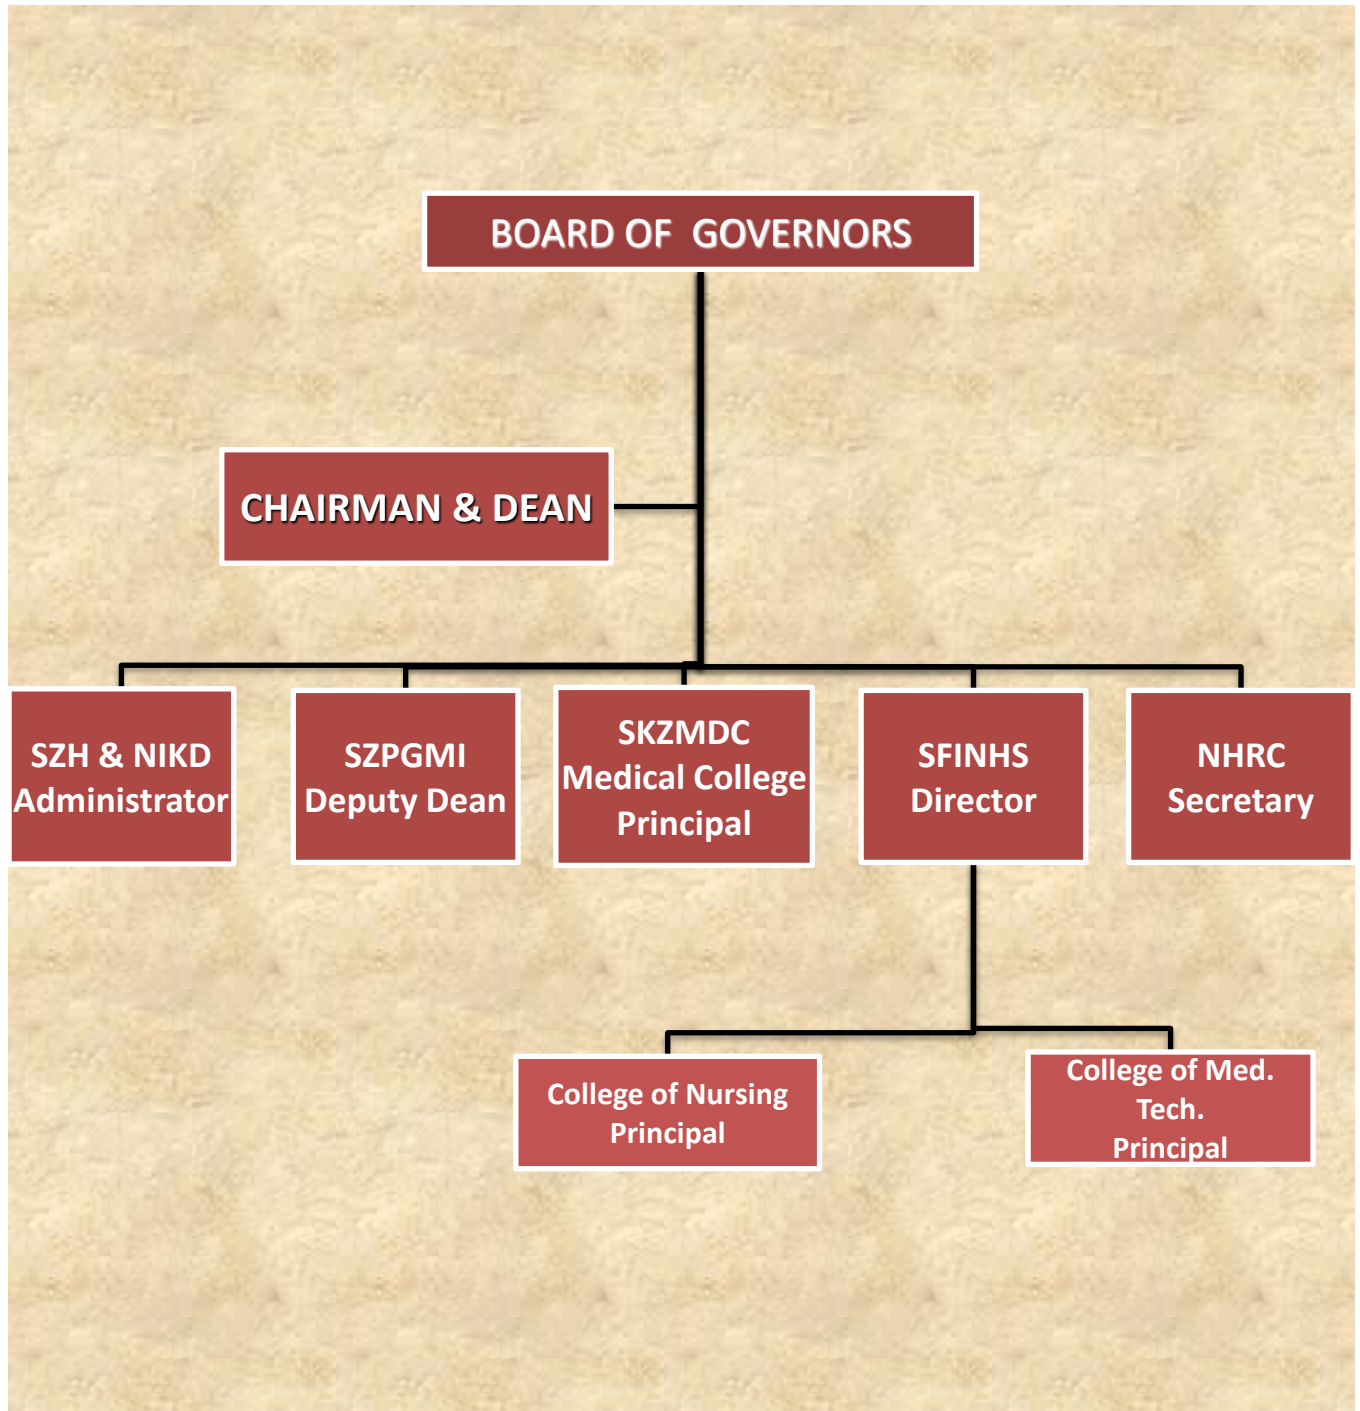 BOARD OF GOVERNORS
CHAIRMAN & DEAN
SZH & NIKD
Administrator
SZPGMI
Deputy Dean
SKZMDC
Medical College
Principal
SFINHS
Director
NHRC
Secretary
College of Nursing
Principal
College of Med.
Tech.
Principal